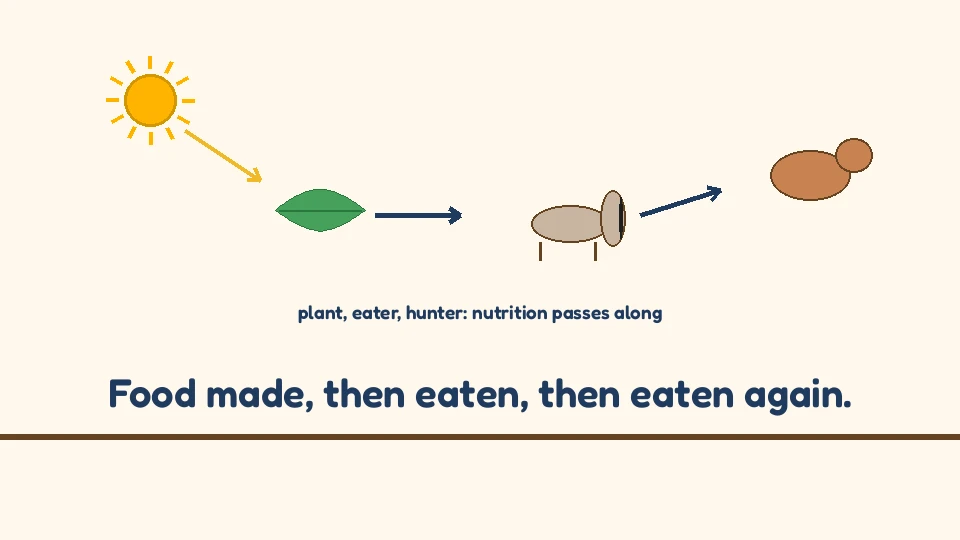 plant, eater, hunter: nutrition passes along
Food made, then eaten, then eaten again.